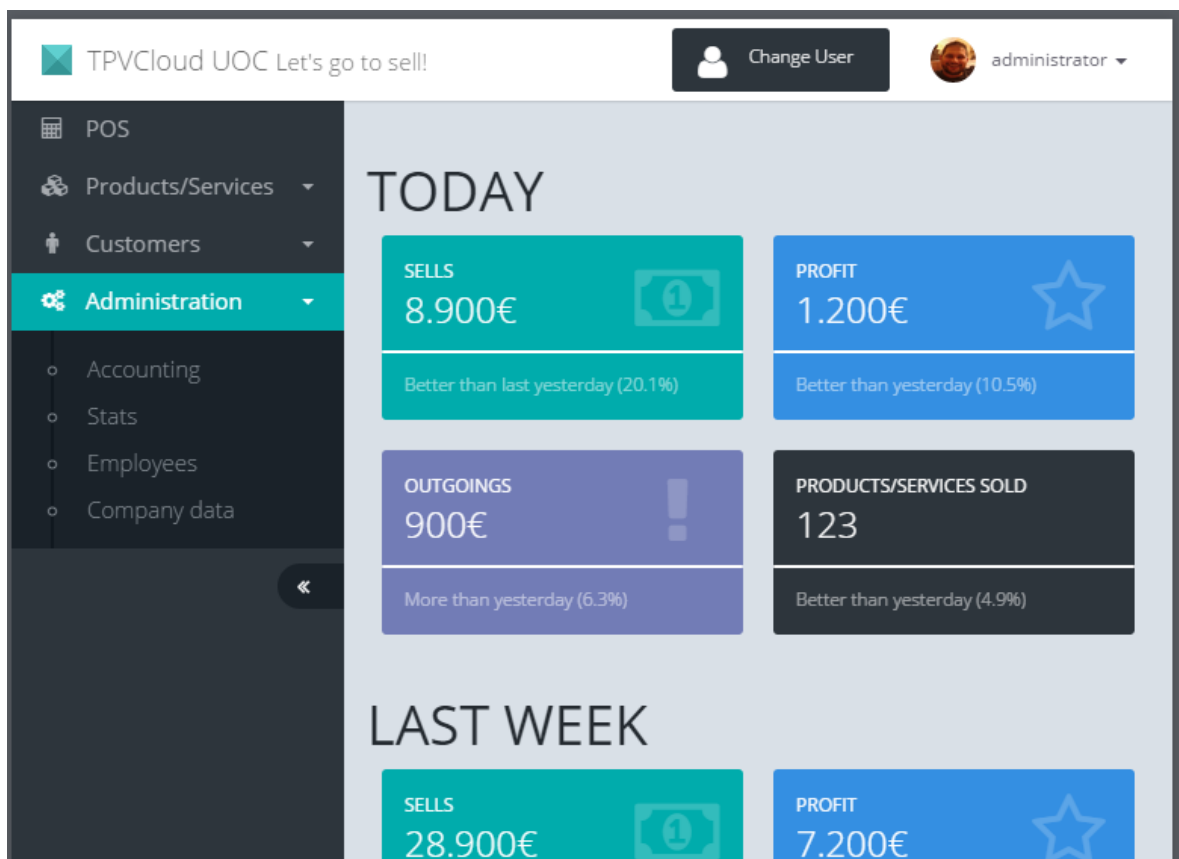 TPVCloud UOC Let's go to sell!
Change User
administrator
POS
Products/Services
Customers
Administration
Accounting
Stats
Employees
Company data
TODAY
SELLS
8.900€
Better than last yesterday (20.1%)
PROFIT
1.200€
Better than yesterday (10.5%)
OUTGOINGS
900€
More than yesterday (6.3%)
PRODUCTS/SERVICES SOLD
123
Better than yesterday (4.9%)
LAST WEEK
SELLS
28.900€
PROFIT
7.200€